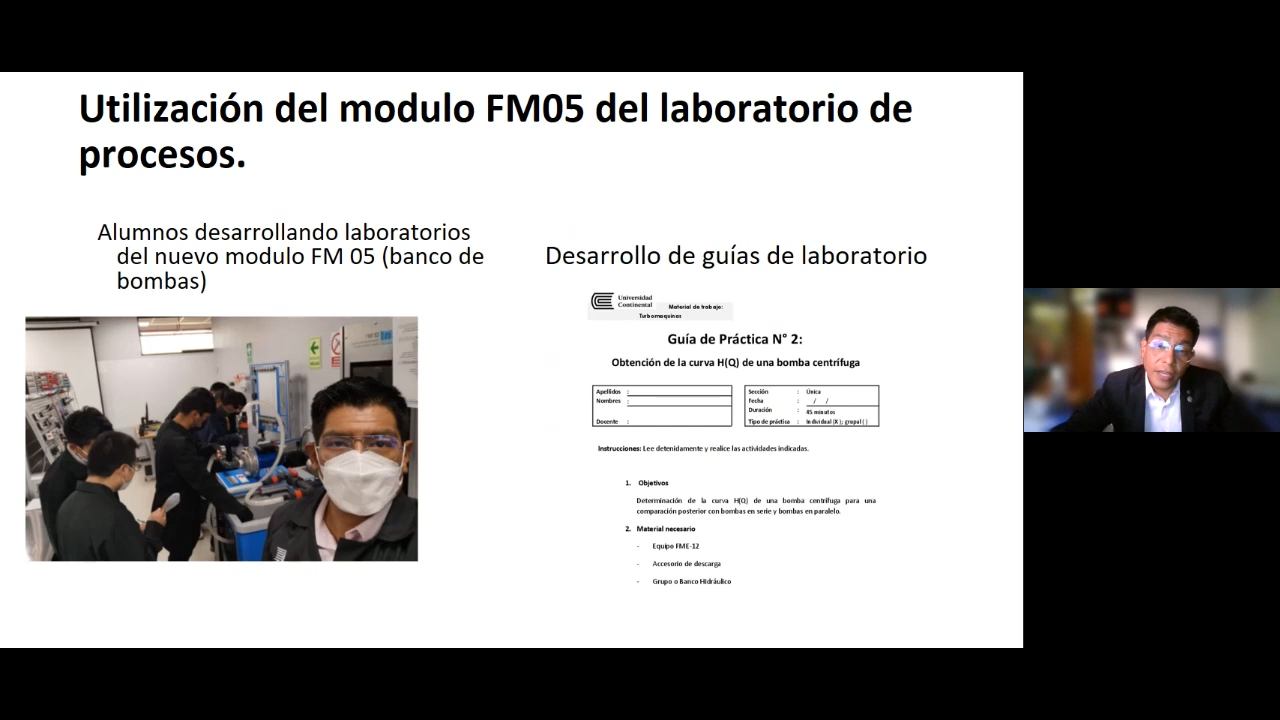 Utilización del modulo FM05 del laboratorio de
procesos.
Alumnos desarrollando laboratorios
del nuevo modulo FM 05 (banco de
bombas)
Desarrollo de guías de laboratorio
Universidad
Continental
Material de trabajo:
Turbomaquinas
Guía de Práctica N° 2:
Obtención de la curva H(Q) de una bomba centrífuga
Apellidos :
Nombres :
Docente :
Sección : Única
Fecha : / /
Duración : 45 minutos
Tipo de práctica : Individual (X ); grupal ( )
Instrucciones: Lee detenidamente y realice las actividades indicadas.
1. Objetivos
Determinación de la curva H(Q) de una bomba centrífuga para una
comparación posterior con bombas en serie y bombas en paralelo.
2. Material necesario
- Equipo FME-12
- Accesorio de descarga
- Grupo o Banco Hidráulico